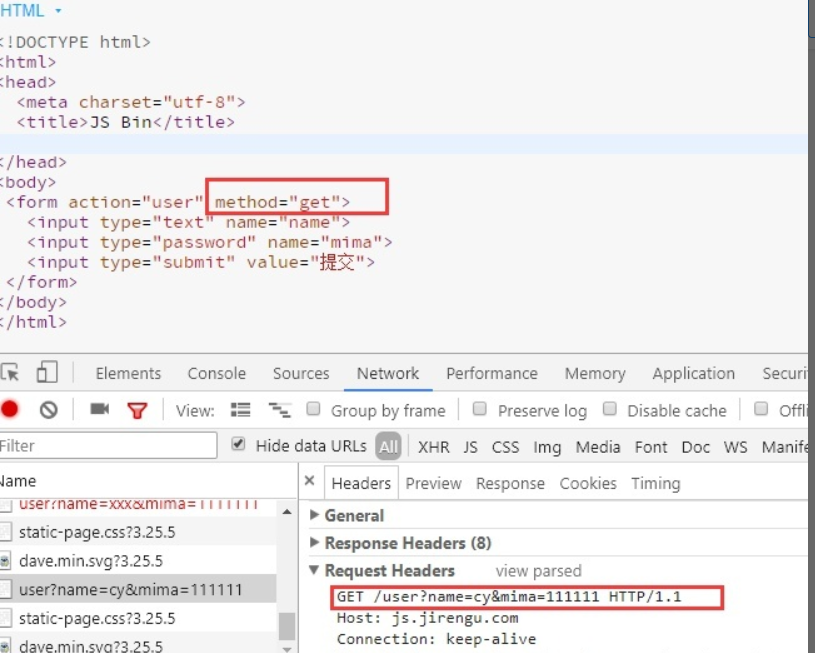 HTML
<!DOCTYPE html>
<html>
<head>
<meta charset="utf-8">
<title>JS Bin</title>
</head>
<body>
<form action="user" method="get">
<input type="text" name="name">
<input type="password" name="mima">
<input type="submit" value="提交">
</form>
</body>
</html>
Elements Console Sources Network Performance Memory Application Securi
View: Group by frame Preserve log Disable cache Offli
Filter Hide data URLs All XHR JS CSS Img Media Font Doc WS Manife
Name × Headers Preview Response Cookies Timing
user?name=xxx&mima=1111111
static-page.css?3.25.5
dave.min.svg?3.25.5
user?name=cy&mima=111111
static-page.css?3.25.5
dave.min.svg?3.25.5
General
Response Headers (8)
Request Headers view parsed
GET /user?name=cy&mima=111111 HTTP/1.1
Host: js.jirengu.com
Connection: keep-alive